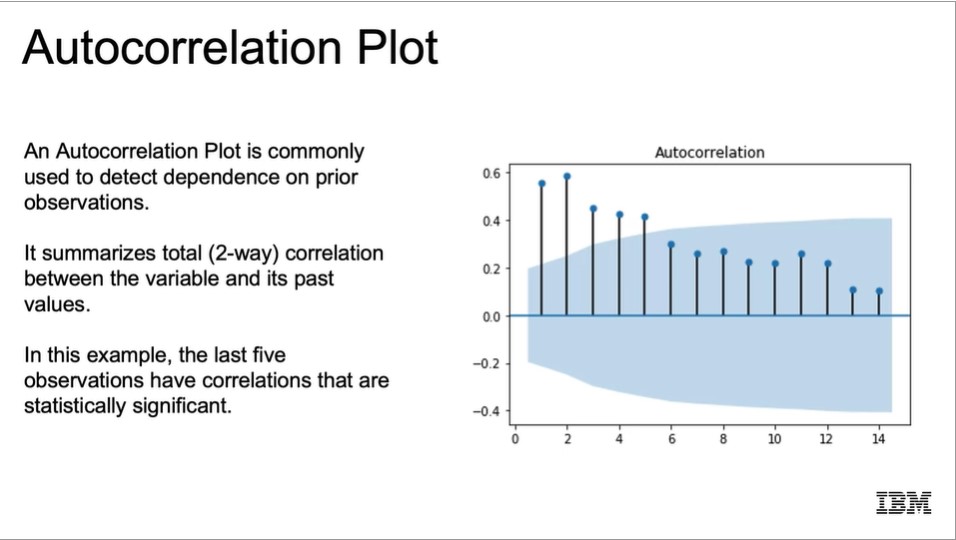 Autocorrelation Plot
An Autocorrelation Plot is commonly
used to detect dependence on prior
observations.
It summarizes total (2-way) correlation
between the variable and its past
values.
In this example, the last five
observations have correlations that are
statistically significant.
Autocorrelation
0.6
0.4
0.2
0.0
−0.2
−0.4
0 2 4 6 8 10 12 14
IBM